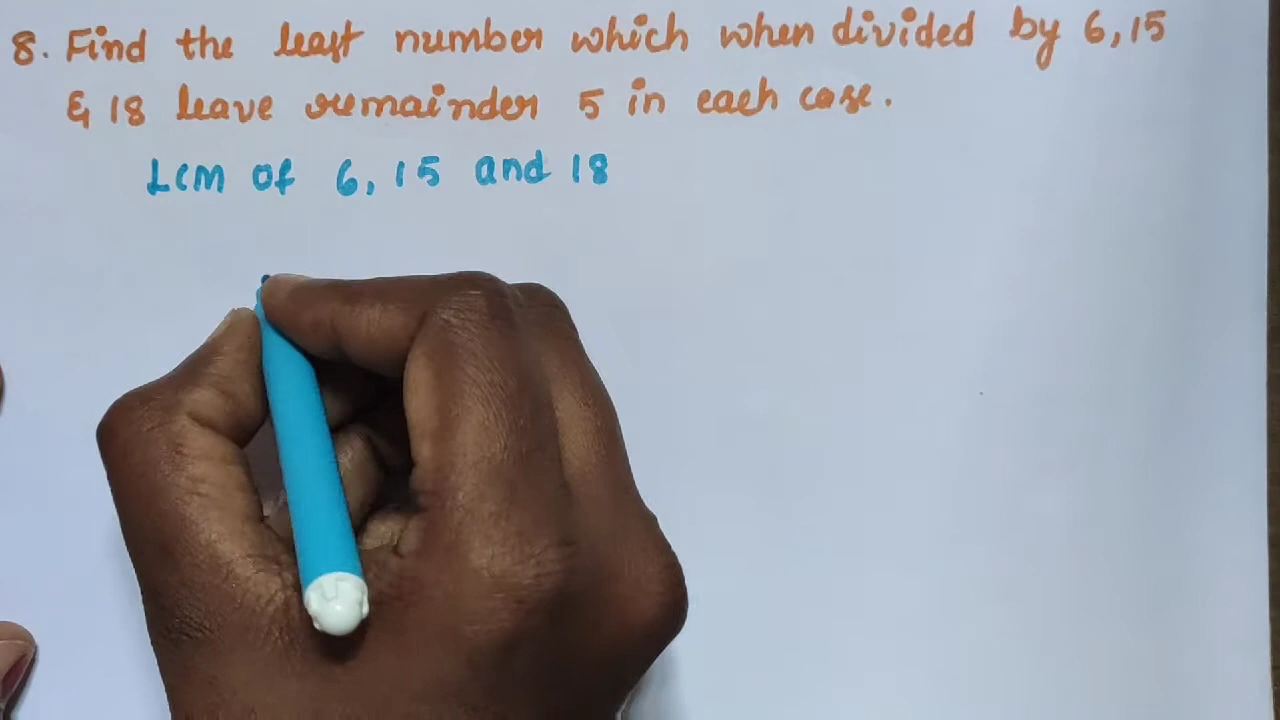 8. Find the least number which when divided by 6, 15
& 18 leave remainder 5 in each case.
LCM of 6, 15 and 18